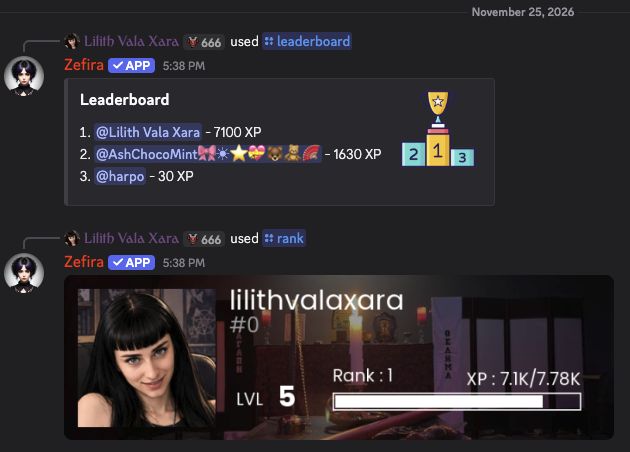 November 25, 2026
Lilith Vala Xara 666 used leaderboard
Zefira ✓ APP 5:38 PM
Leaderboard
1. @Lilith Vala Xara - 7100 XP
2. @AshChocoMint🎀☀️⭐💝🐻🧸🪭 - 1630 XP
3. @harpo - 30 XP
2 1 3
Lilith Vala Xara 666 used rank
Zefira ✓ APP 5:38 PM
lilithvalaxara
#0
Rank : 1
XP : 7.1K/7.78K
LVL 5
ΑΓΑΠΗ
ΘΕΛΗΜΑ